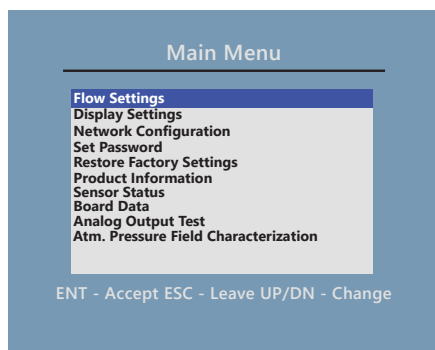 Main Menu
Flow Settings
Display Settings
Network Configuration
Set Password
Restore Factory Settings
Product Information
Sensor Status
Board Data
Analog Output Test
Atm. Pressure Field Characterization
ENT - Accept ESC - Leave UP/DN - Change